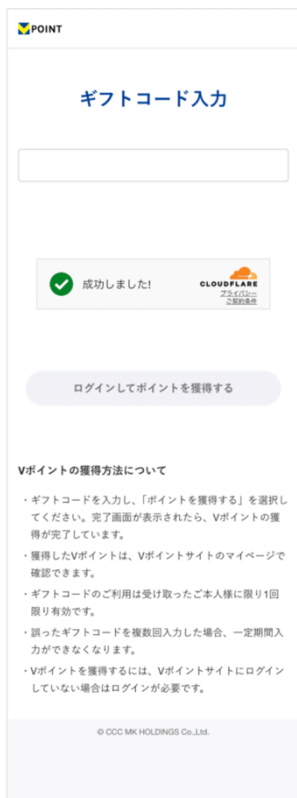 V POINT
ギフトコード入力
成功しました!
CLOUDFLARE
プライバシー
ご契約条件
ログインしてポイントを獲得する
Vポイントの獲得方法について
・ギフトコードを入力し、「ポイントを獲得する」を選択し
てください。完了画面が表示されたら、Vポイントの獲
得が完了しています。
・獲得したVポイントは、Vポイントサイトのマイページで
確認できます。
・ギフトコードのご利用は受け取ったご本人様に限り1回
限り有効です。
・誤ったギフトコードを複数回入力した場合、一定期間入
力ができなくなります。
・Vポイントを獲得するには、Vポイントサイトにログイン
していない場合はログインが必要です。
© CCC MK HOLDINGS Co.,Ltd.